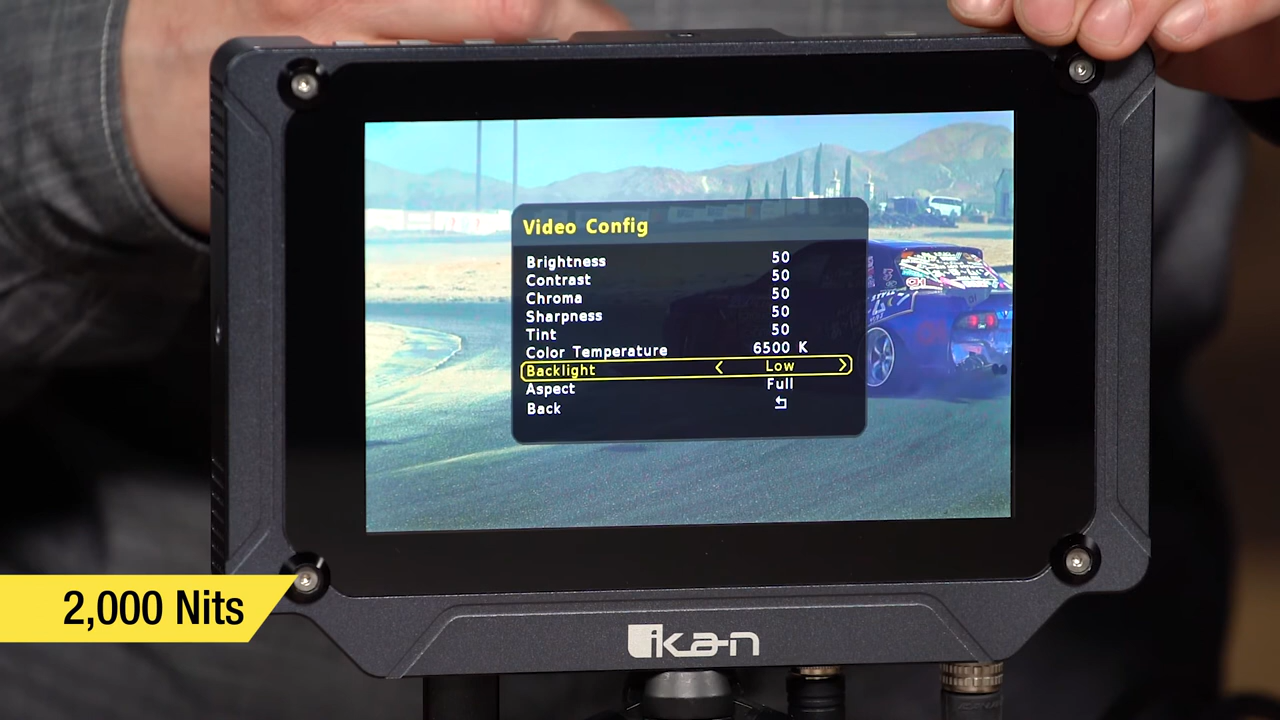 Video Config
Brightness 50
Contrast 50
Chroma 50
Sharpness 50
Tint 50
Color Temperature 6500 K
Backlight < Low >
Aspect Full
Back
2,000 Nits
ikan